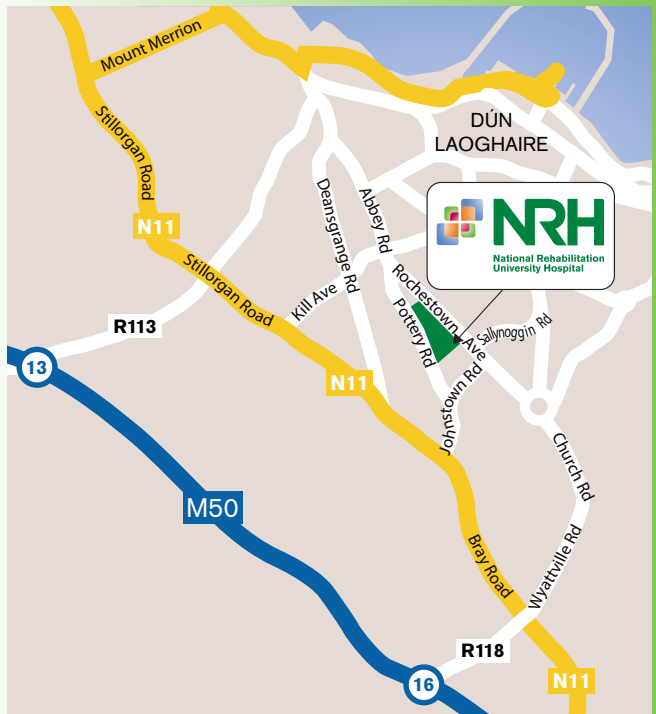 Mount Merrion
Stillorgan Road
DÚN
LAOGHAIRE
Deansgrange Rd
Abbey Rd
NRH
National Rehabilitation
University Hospital
N11
Stillorgan Road
Kill Ave
Rochestown Ave
Pottery Rd
Sallynoggin Rd
R113
13
N11
Johustown Rd
Church Rd
M50
Bray Road
Wyattville Rd
R118
16
N11